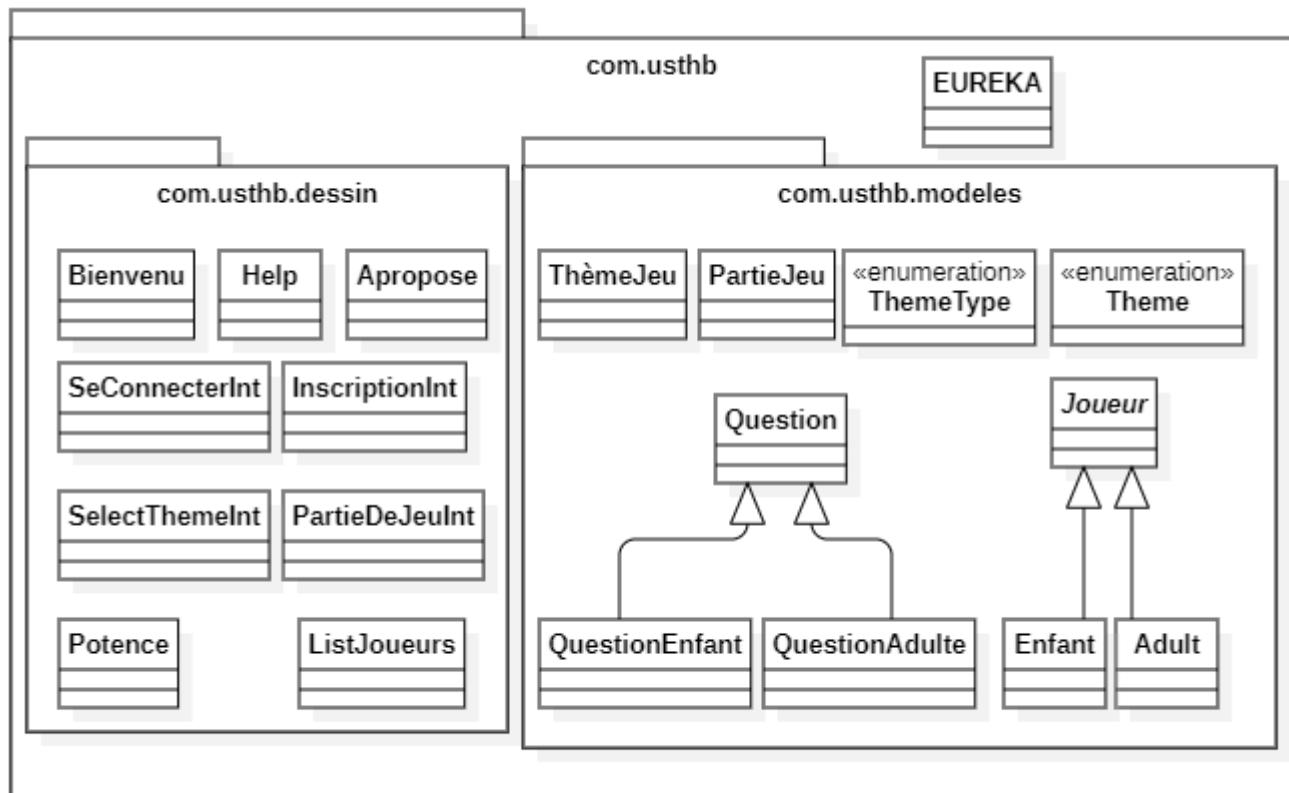 com.usthb
EUREKA
com.usthb.dessin
Bienvenu
Help
Apropose
SeConnecterInt
InscriptionInt
SelectThemeInt
PartieDeJeuInt
Potence
ListJoueurs
com.usthb.modeles
ThèmeJeu
PartieJeu
«enumeration»
ThemeType
«enumeration»
Theme
Question
Joueur
QuestionEnfant
QuestionAdulte
Enfant
Adult